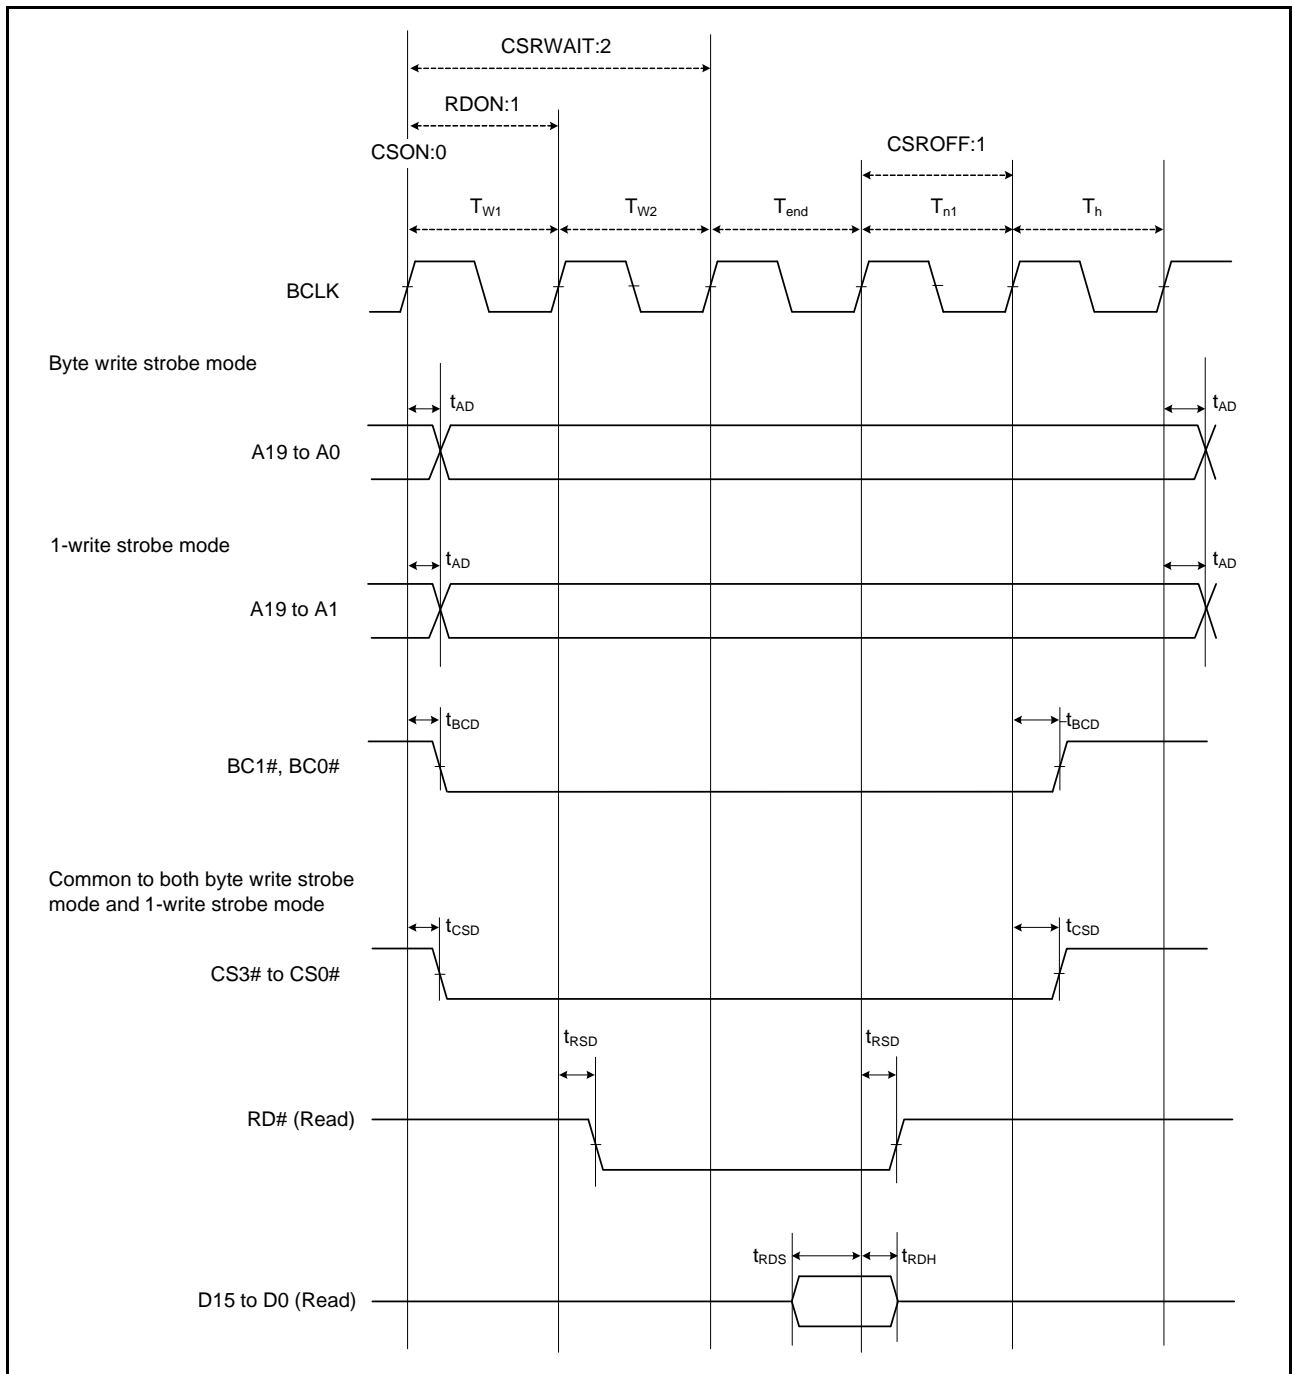 CSRWAIT:2
RDON:1
CSON:0
CSROFF:1
TW1 TW2 Tend Tn1 Th
BCLK
Byte write strobe mode
tAD tAD
A19 to A0
1-write strobe mode
tAD tAD
A19 to A1
tBCD tBCD
BC1#, BC0#
Common to both byte write strobe
mode and 1-write strobe mode
tCSD tCSD
CS3# to CS0#
tRSD tRSD
RD# (Read)
tRDS tRDH
D15 to D0 (Read)